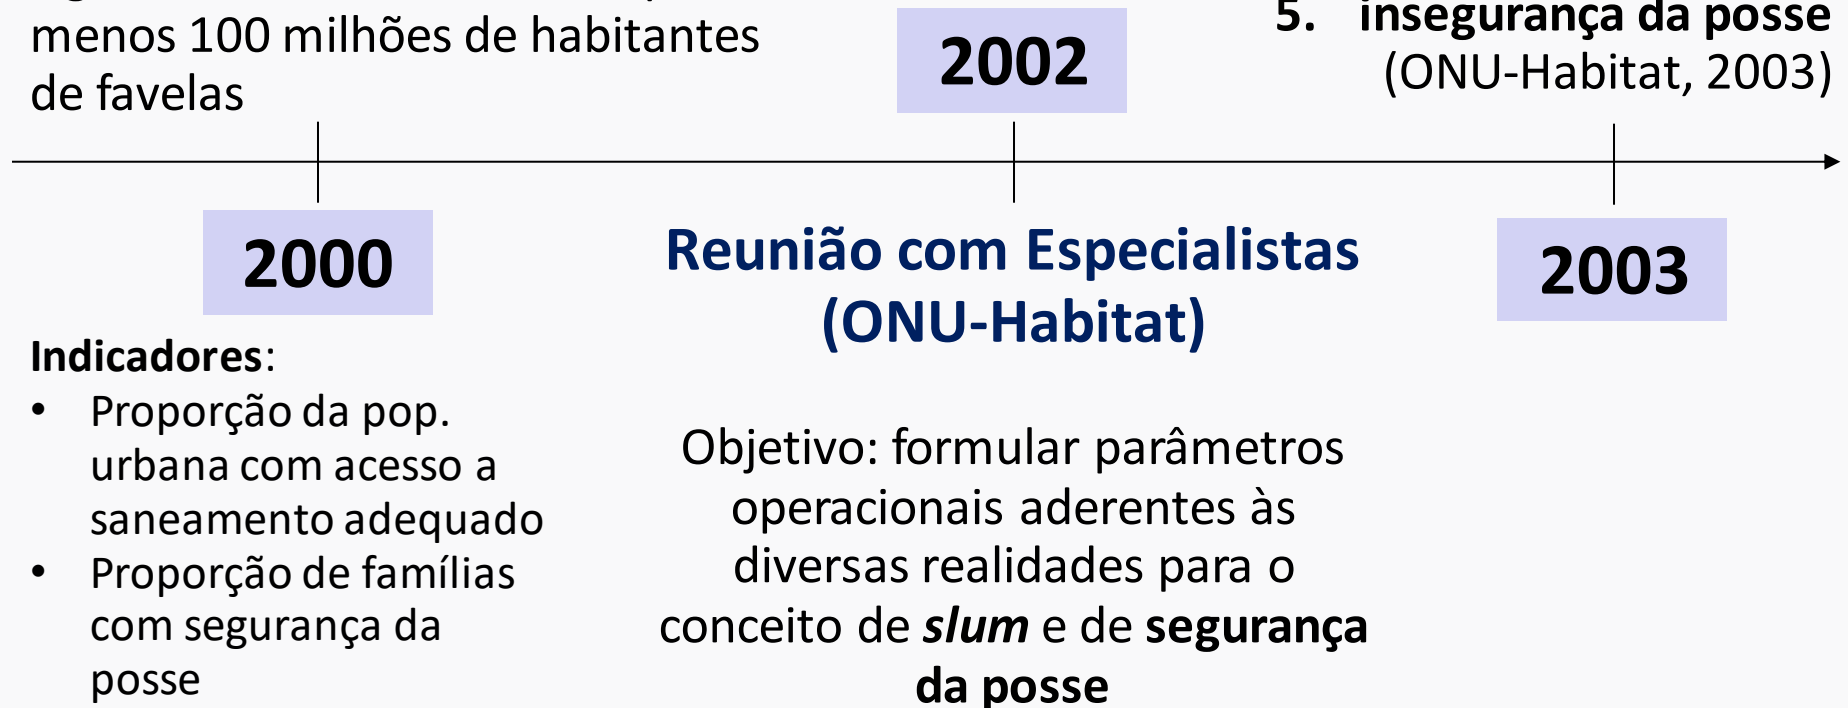 menos 100 milhões de habitantes
de favelas
2000
Indicadores:
• Proporção da pop.
urbana com acesso a
saneamento adequado
• Proporção de famílias
com segurança da
posse
2002
Reunião com Especialistas
(ONU-Habitat)
Objetivo: formular parâmetros
operacionais aderentes às
diversas realidades para o
conceito de slum e de segurança
da posse
5. insegurança da posse
(ONU-Habitat, 2003)
2003